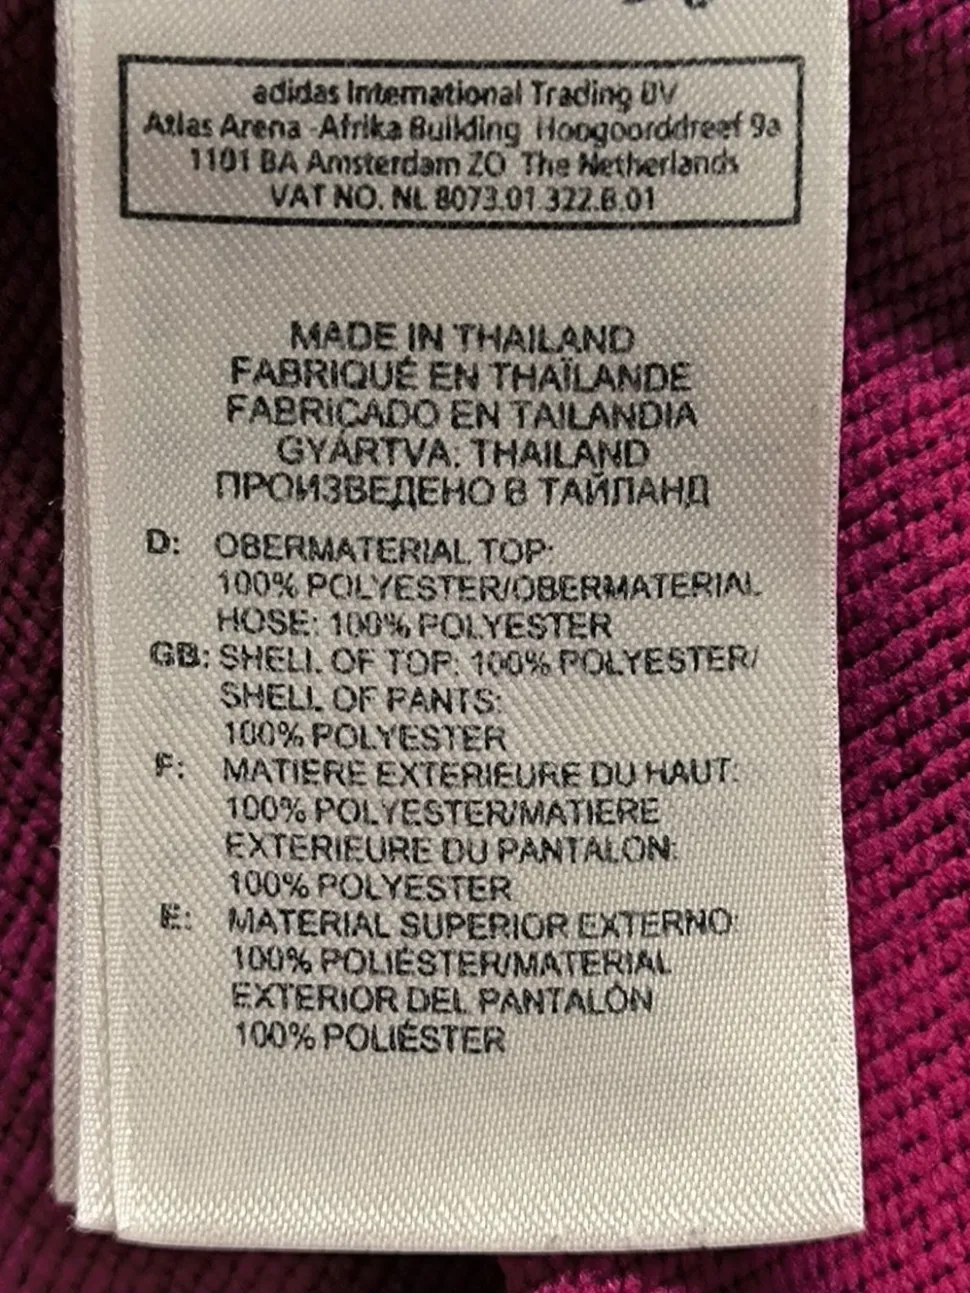 adidas International Trading BV
Atlas Arena -Afrika Building Hoogoorddreef 9a
1101 BA Amsterdam ZO The Netherlands
VAT NO. NL 8073.01.322.B.01
MADE IN THAILAND
FABRIQUÉ EN THAÏLANDE
FABRICADO EN TAILANDIA
GYÁRTVA: THAILAND
ПРОИЗВЕДЕНО В ТАЙЛАНД
D: OBERMATERIAL TOP:
100% POLYESTER/OBERMATERIAL
HOSE: 100% POLYESTER
GB: SHELL OF TOP: 100% POLYESTER/
SHELL OF PANTS:
100% POLYESTER
F: MATIERE EXTERIEURE DU HAUT:
100% POLYESTER/MATIERE
EXTERIEURE DU PANTALON:
100% POLYESTER
E: MATERIAL SUPERIOR EXTERNO:
100% POLIÉSTER/MATERIAL
EXTERIOR DEL PANTALÓN
100% POLIÉSTER